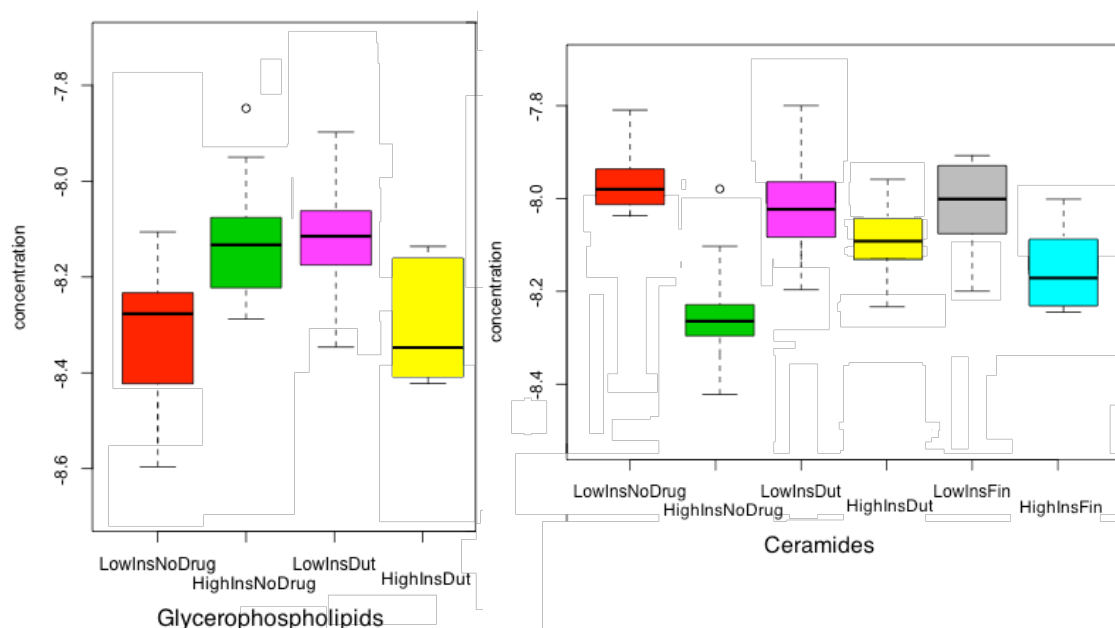 concentration
-7.8
-8.0
-8.2
-8.4
-8.6
LowInsNoDrug
HighInsNoDrug
LowInsDut
HighInsDut
Glycerophospholipids
concentration
-7.8
-8.0
-8.2
-8.4
LowInsNoDrug
HighInsNoDrug
LowInsDut
HighInsDut
LowInsFin
HighInsFin
Ceramides